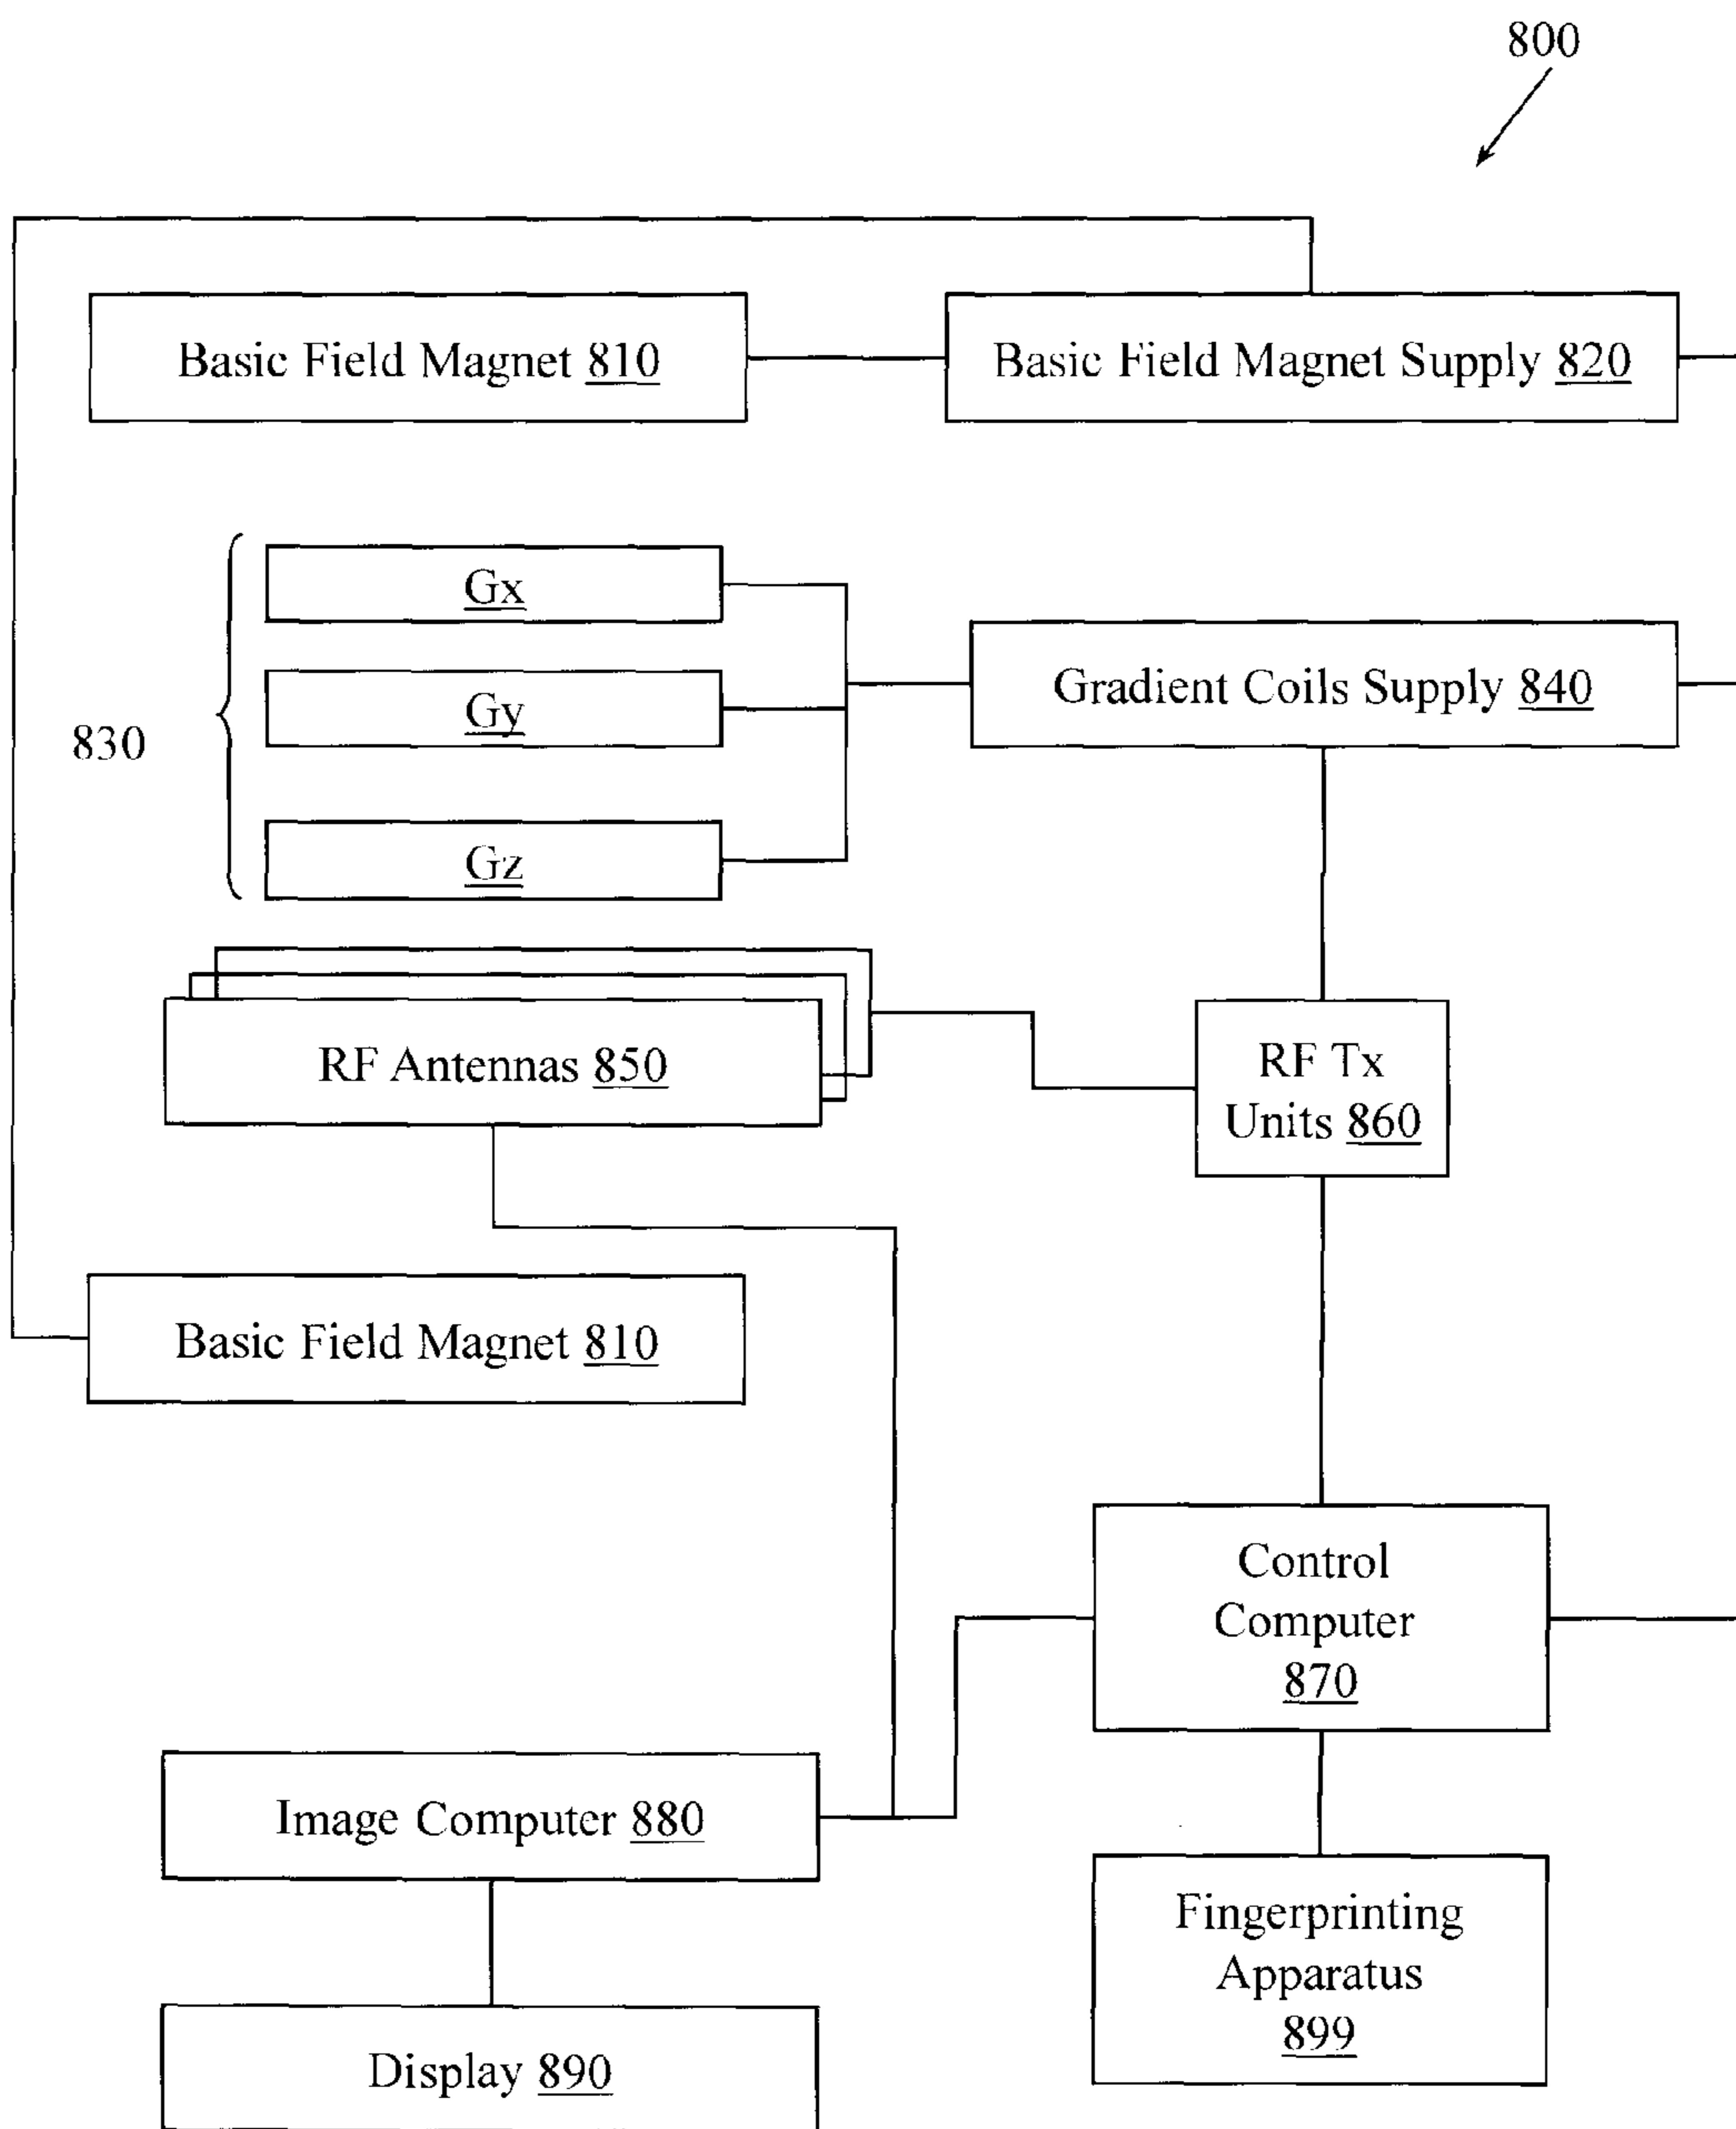 800
Basic Field Magnet 810
Basic Field Magnet Supply 820
830
Gx
Gy
Gz
Gradient Coils Supply 840
RF Antennas 850
RF Tx
Units 860
Basic Field Magnet 810
Control
Computer
870
Image Computer 880
Fingerprinting
Apparatus
899
Display 890